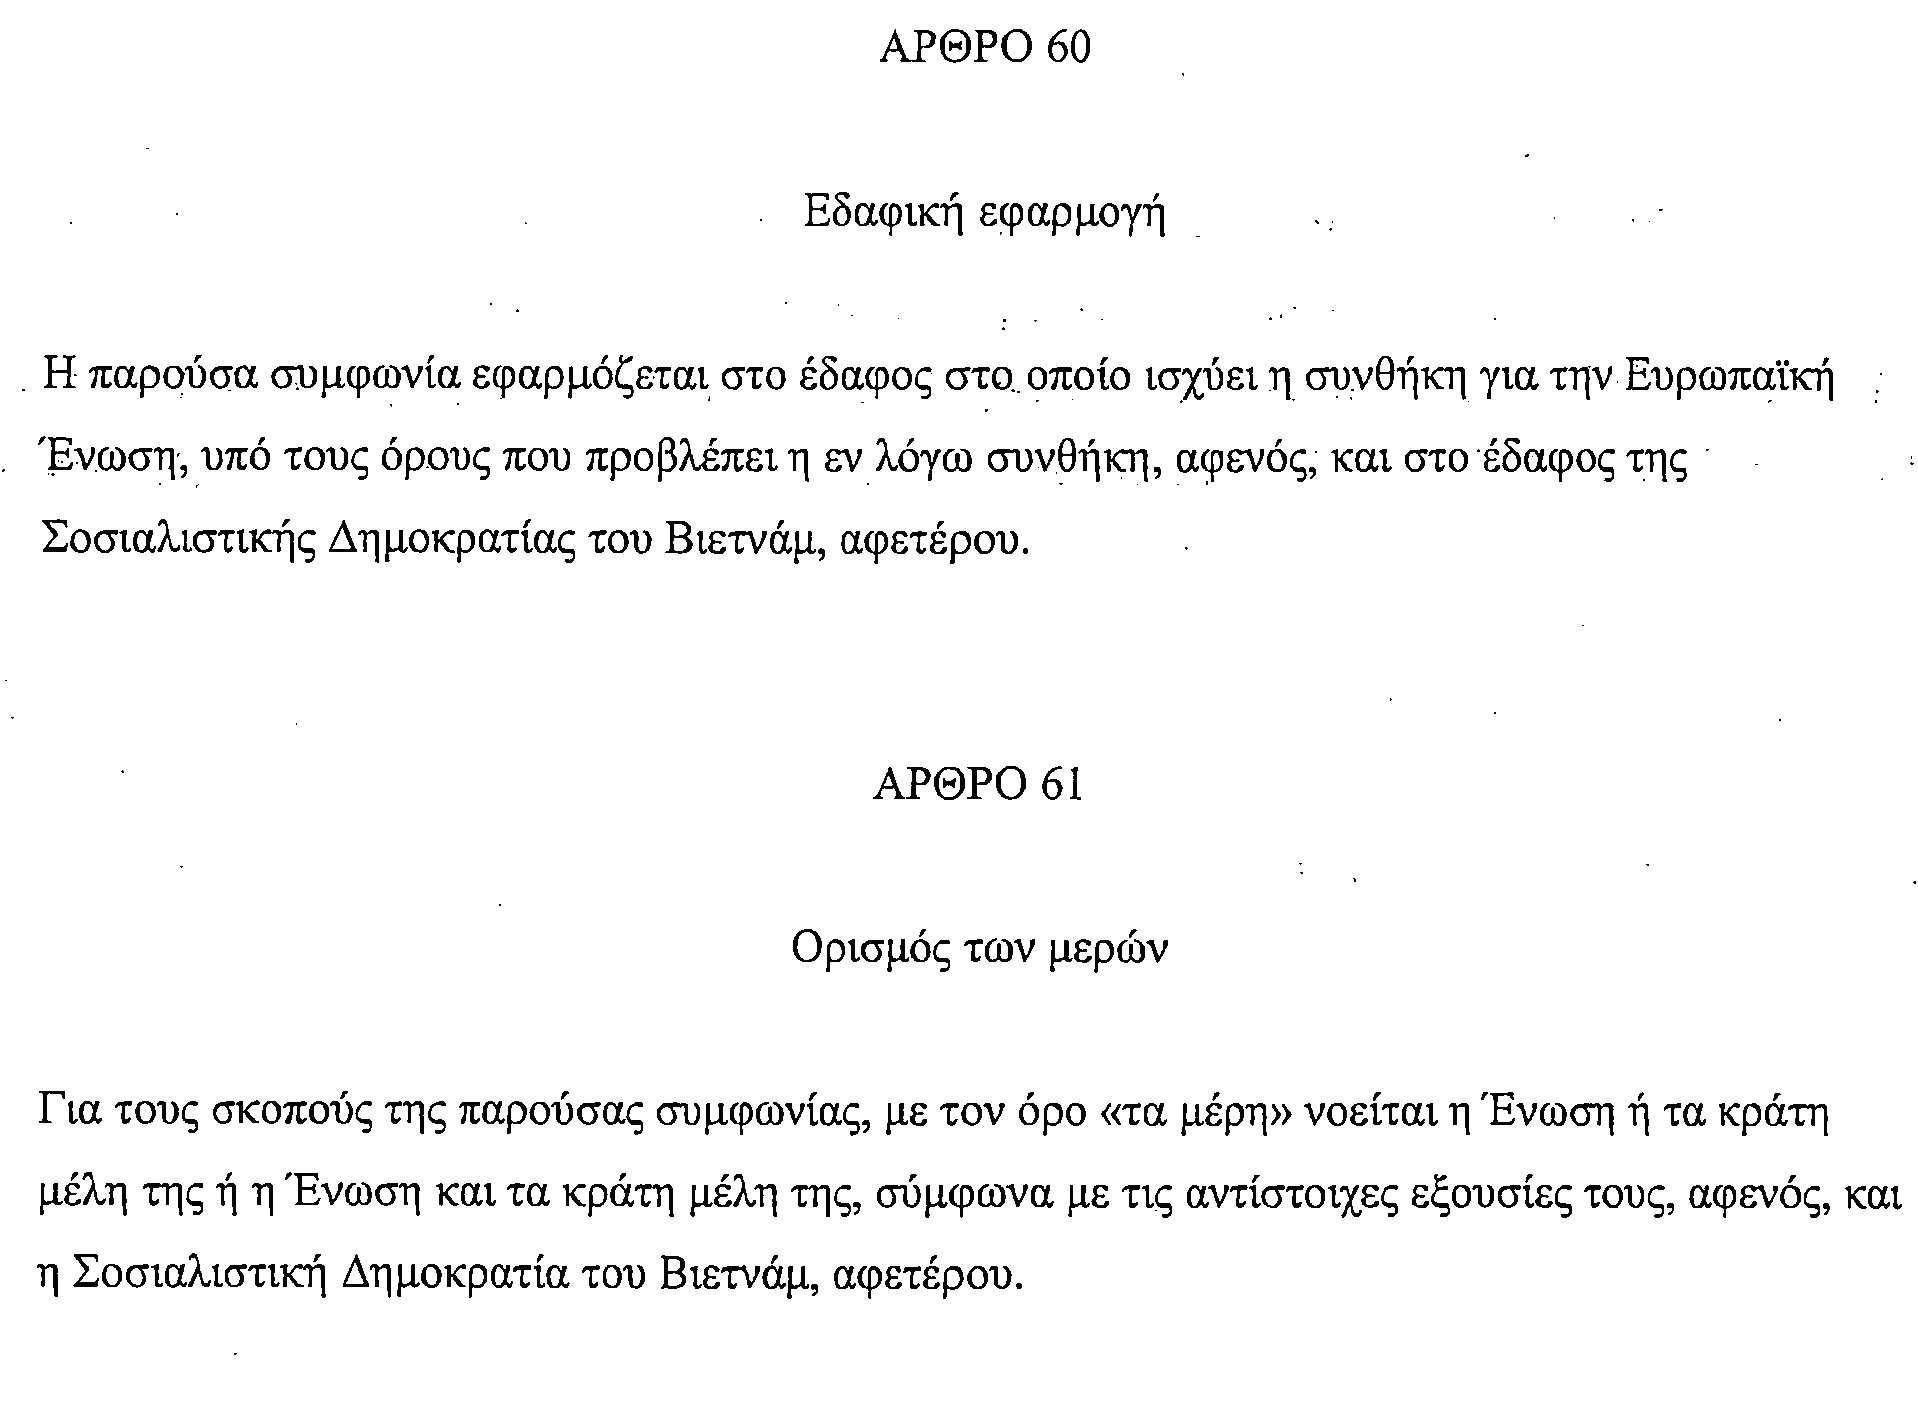 ΑΡΘΡΟ 60
Εδαφική εφαρμογή
Η παρούσα συμφωνία εφαρμόζεται στο έδαφος στο οποίο ισχύει η συνθήκη για την Ευρωπαϊκή
Ένωση, υπό τους όρους που προβλέπει η εν λόγω συνθήκη, αφενός, και στο έδαφος της
Σοσιαλιστικής Δημοκρατίας του Βιετνάμ, αφετέρου.
ΑΡΘΡΟ 61
Ορισμός των μερών
Για τους σκοπούς της παρούσας συμφωνίας, με τον όρο «τα μέρη» νοείται η Ένωση ή τα κράτη
μέλη της ή η Ένωση και τα κράτη μέλη της, σύμφωνα με τις αντίστοιχες εξουσίες τους, αφενός, και
η Σοσιαλιστική Δημοκρατία του Βιετνάμ, αφετέρου.